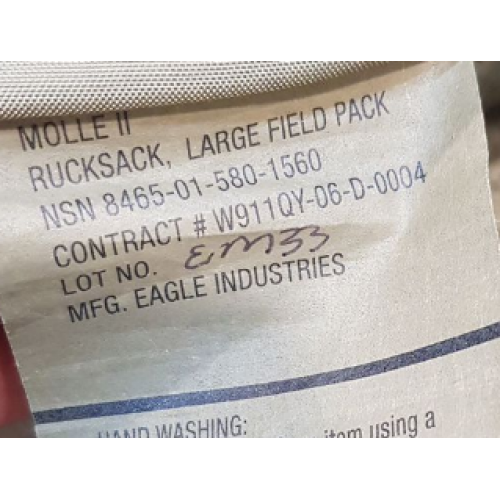 MOLLE II
RUCKSACK, LARGE FIELD PACK
NSN 8465-01-580-1560
CONTRACT # W911QY-06-D-0004
LOT NO. EM33
MFG. EAGLE INDUSTRIES
HAND WASHING:
item using a